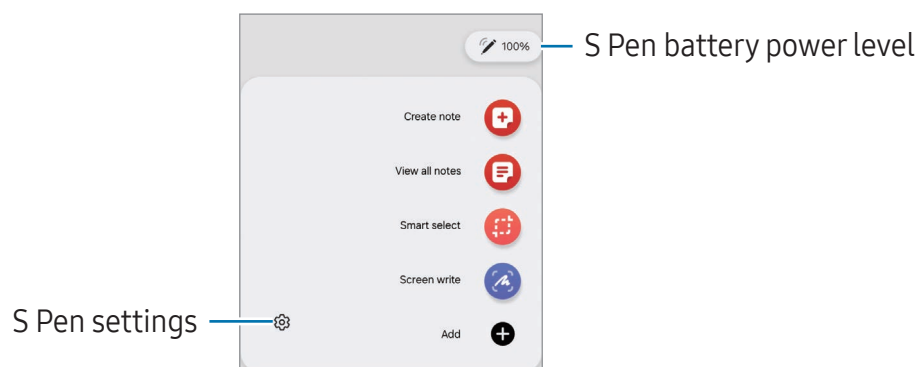 100%
S Pen battery power level
Create note
View all notes
Smart select
Screen write
S Pen settings
Add